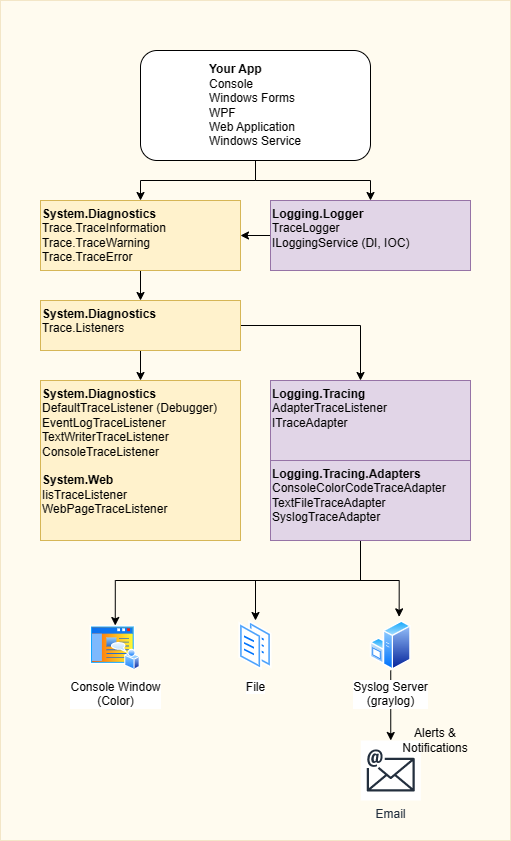 Your App
Console
Windows Forms
WPF
Web Application
Windows Service
System.Diagnostics
Trace.TraceInformation
Trace.TraceWarning
Trace.TraceError
Logging.Logger
TraceLogger
ILoggingService (DI, IOC)
System.Diagnostics
Trace.Listeners
System.Diagnostics
DefaultTraceListener (Debugger)
EventLogTraceListener
TextWriterTraceListener
ConsoleTraceListener
System.Web
IisTraceListener
WebPageTraceListener
Logging.Tracing
AdapterTraceListener
ITraceAdapter
Logging.Tracing.Adapters
ConsoleColorCodeTraceAdapter
TextFileTraceAdapter
SyslogTraceAdapter
Console Window
(Color)
File
Syslog Server
(graylog)
Alerts &
Notifications
@
Email